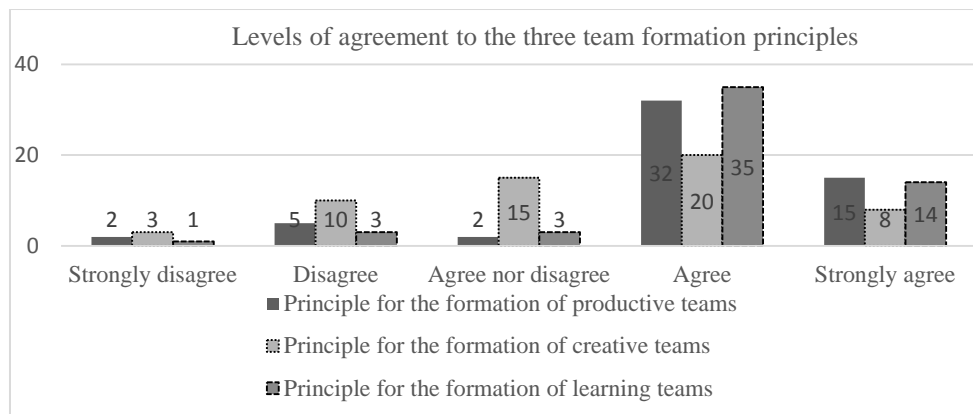 Levels of agreement to the three team formation principles
40
20
0
2 3 1
5 10 3
2 15 3
32 20 35
15 8 14
Strongly disagree Disagree Agree nor disagree Agree Strongly agree
Principle for the formation of productive teams
Principle for the formation of creative teams
Principle for the formation of learning teams